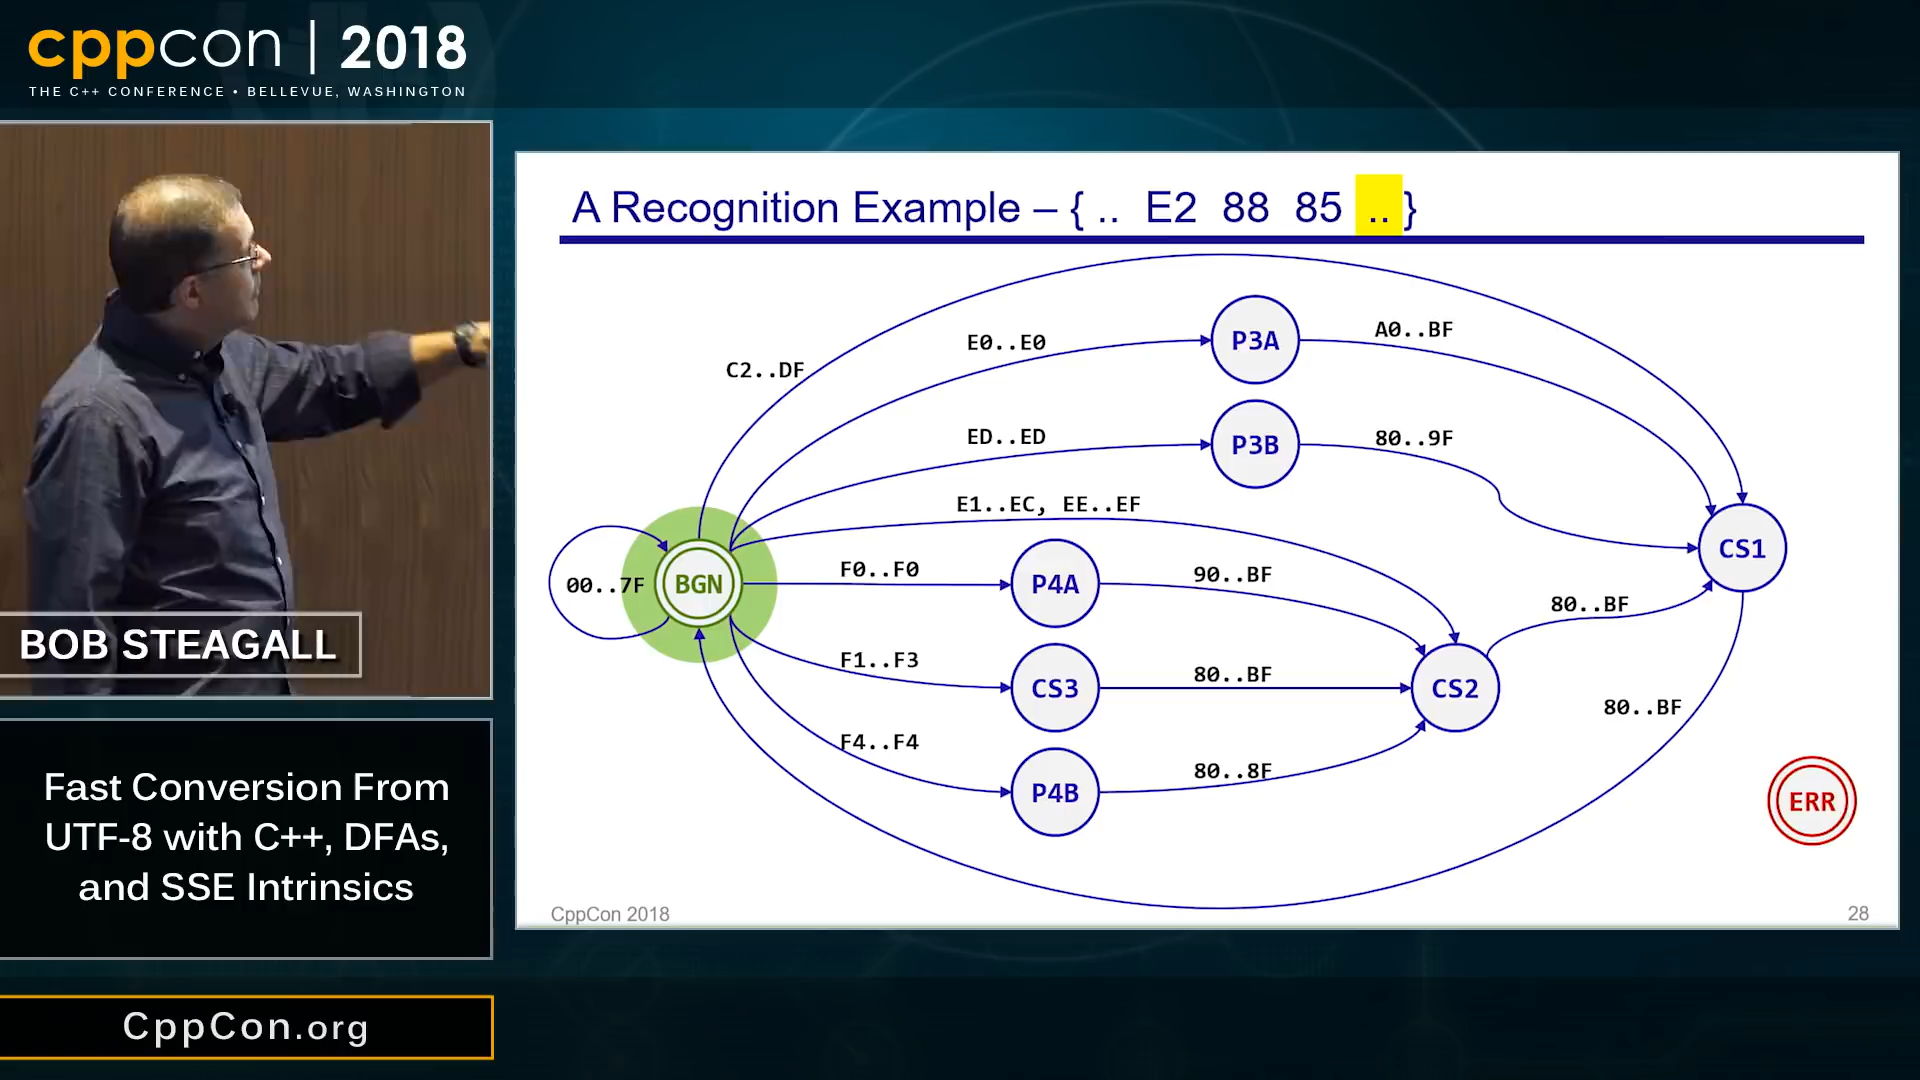 cppcon | 2018
THE C++ CONFERENCE • BELLEVUE, WASHINGTON
BOB STEAGALL
Fast Conversion From
UTF-8 with C++, DFAs,
and SSE Intrinsics
CppCon.org
A Recognition Example – { .. E2 88 85 .. }
C2..DF
E0..E0
P3A
A0..BF
ED..ED
P3B
80..9F
E1..EC, EE..EF
CS1
00..7F
BGN
F0..F0
P4A
90..BF
80..BF
F1..F3
CS3
80..BF
CS2
80..BF
F4..F4
P4B
80..8F
ERR
CppCon 2018
28